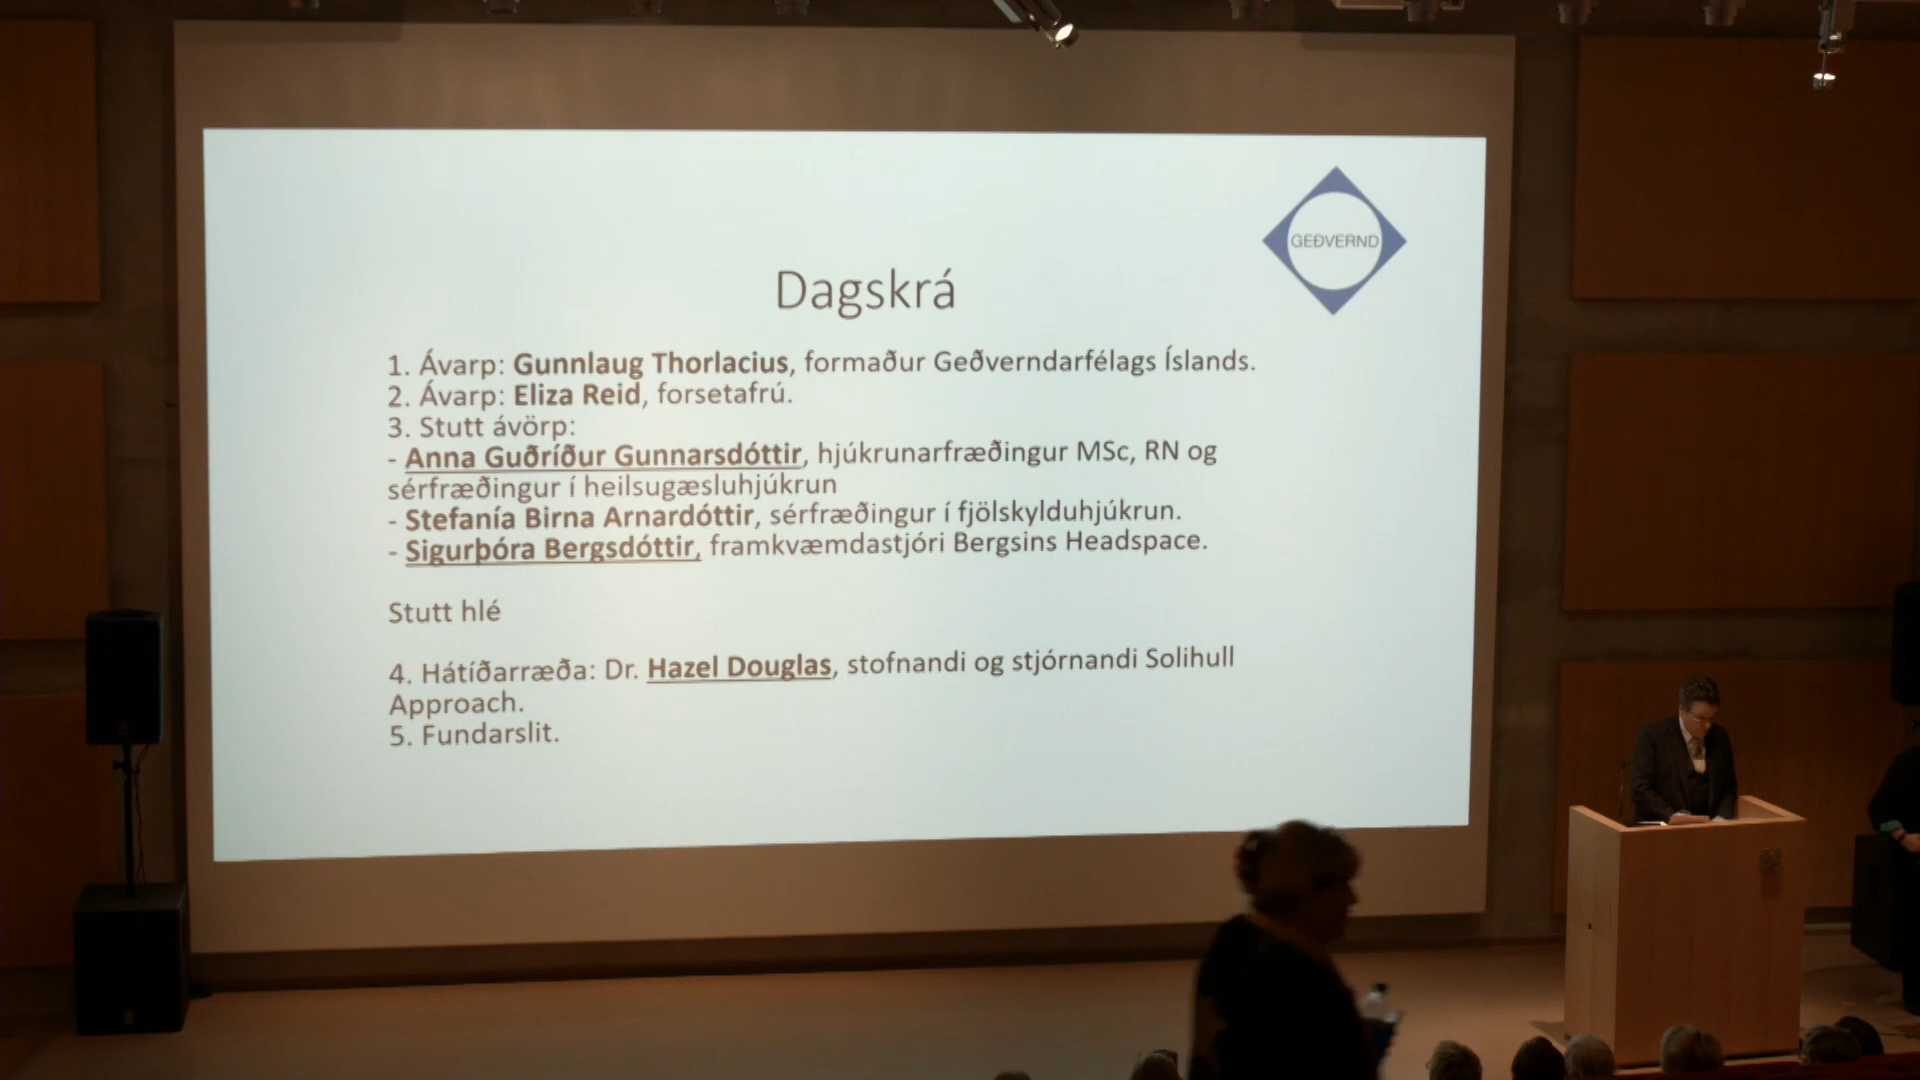 GEÐVERND
Dagskrá
1. Ávarp: Gunnlaug Thorlacius, formaður Geðverndarfélags Íslands.
2. Ávarp: Eliza Reid, forsetafrú.
3. Stutt ávörp:
- Anna Guðríður Gunnarsdóttir, hjúkrunarfræðingur MSc, RN og
sérfræðingur í heilsugæsluhjúkrun
- Stefanía Birna Arnardóttir, sérfræðingur í fjölskylduhjúkrun.
- Sigurþóra Bergsdóttir, framkvæmdastjóri Bergsins Headspace.
Stutt hlé
4. Hátíðarræða: Dr. Hazel Douglas, stofnandi og stjórnandi Solihull
Approach.
5. Fundarslit.